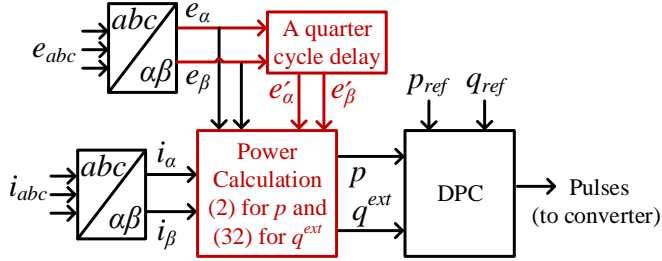 abc
αβ
e_abc
e_α
e_β
A quarter
cycle delay
e′_α
e′_β
p_ref
q_ref
abc
αβ
i_abc
i_α
i_β
Power
Calculation
(2) for p and
(32) for q^ext
p
q^ext
DPC
Pulses
(to converter)